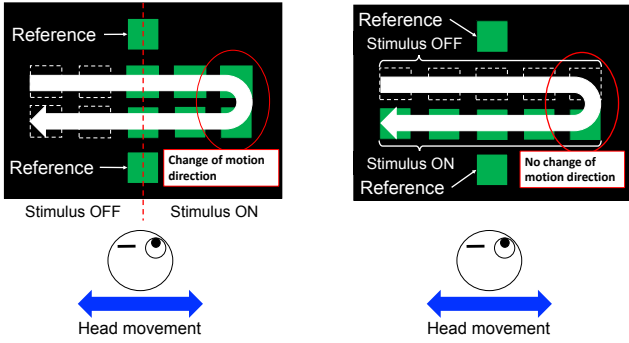 Reference
Reference
Change of motion
direction
Stimulus OFF
Stimulus ON
Head movement
Reference
Stimulus OFF
Stimulus ON
No change of
motion direction
Reference
Head movement